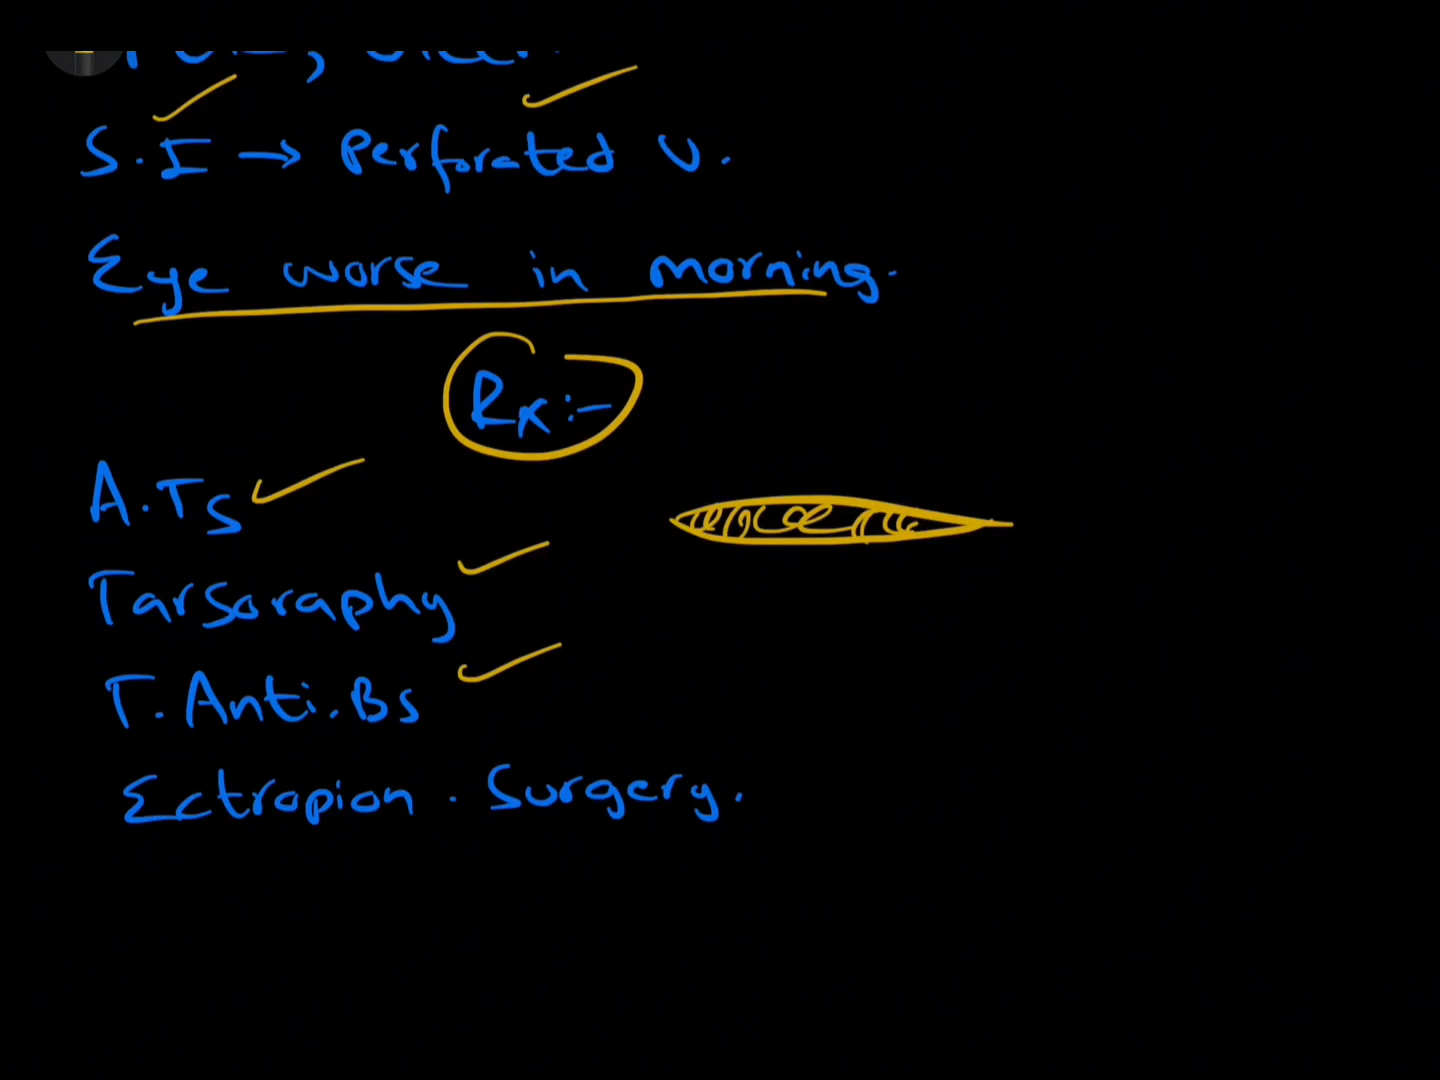 S.I → Perforated U.
Eye worse in morning.
Rx:-
A.Ts
Tarsoraphy
T.Anti.Bs
Ectropion. Surgery.